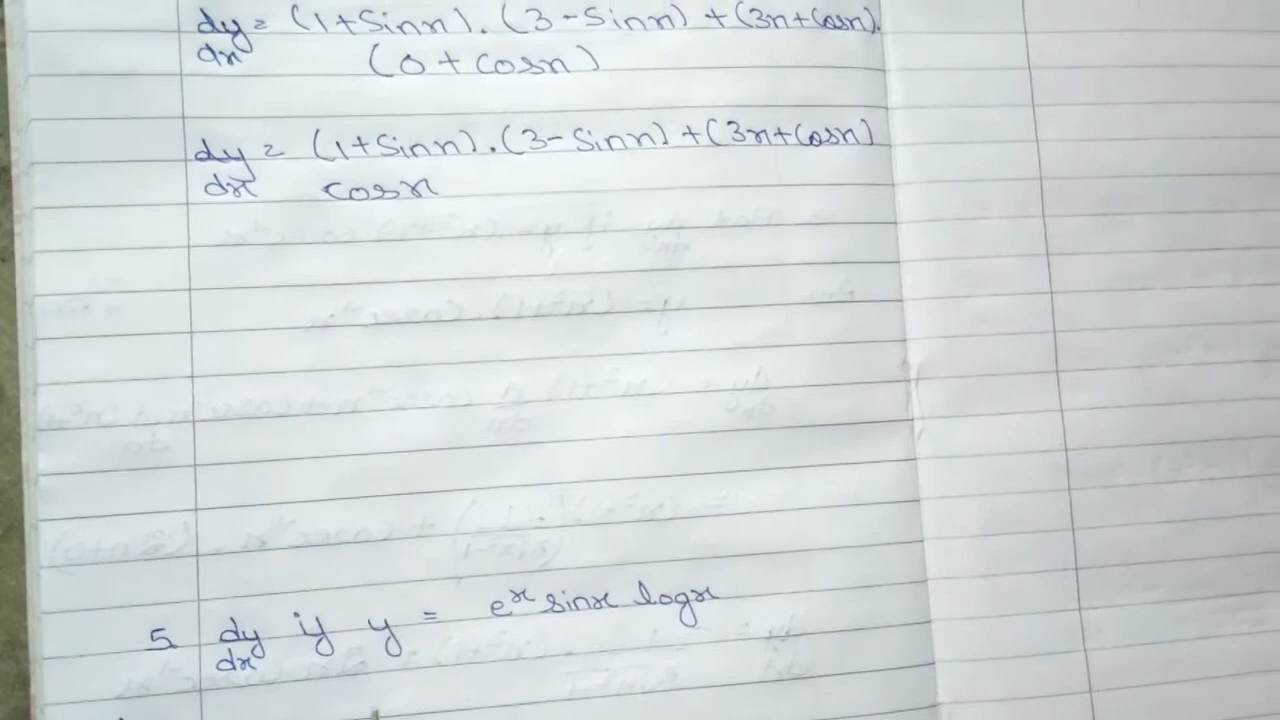 dy = (1+Sinx).(3-Sinx)+(3x+Cosx).
dx (0+cosx)
dy = (1+Sinx).(3-Sinx)+(3x+Cosx)
dx cosx
5. dy if y = eˣ sinx logx
dx